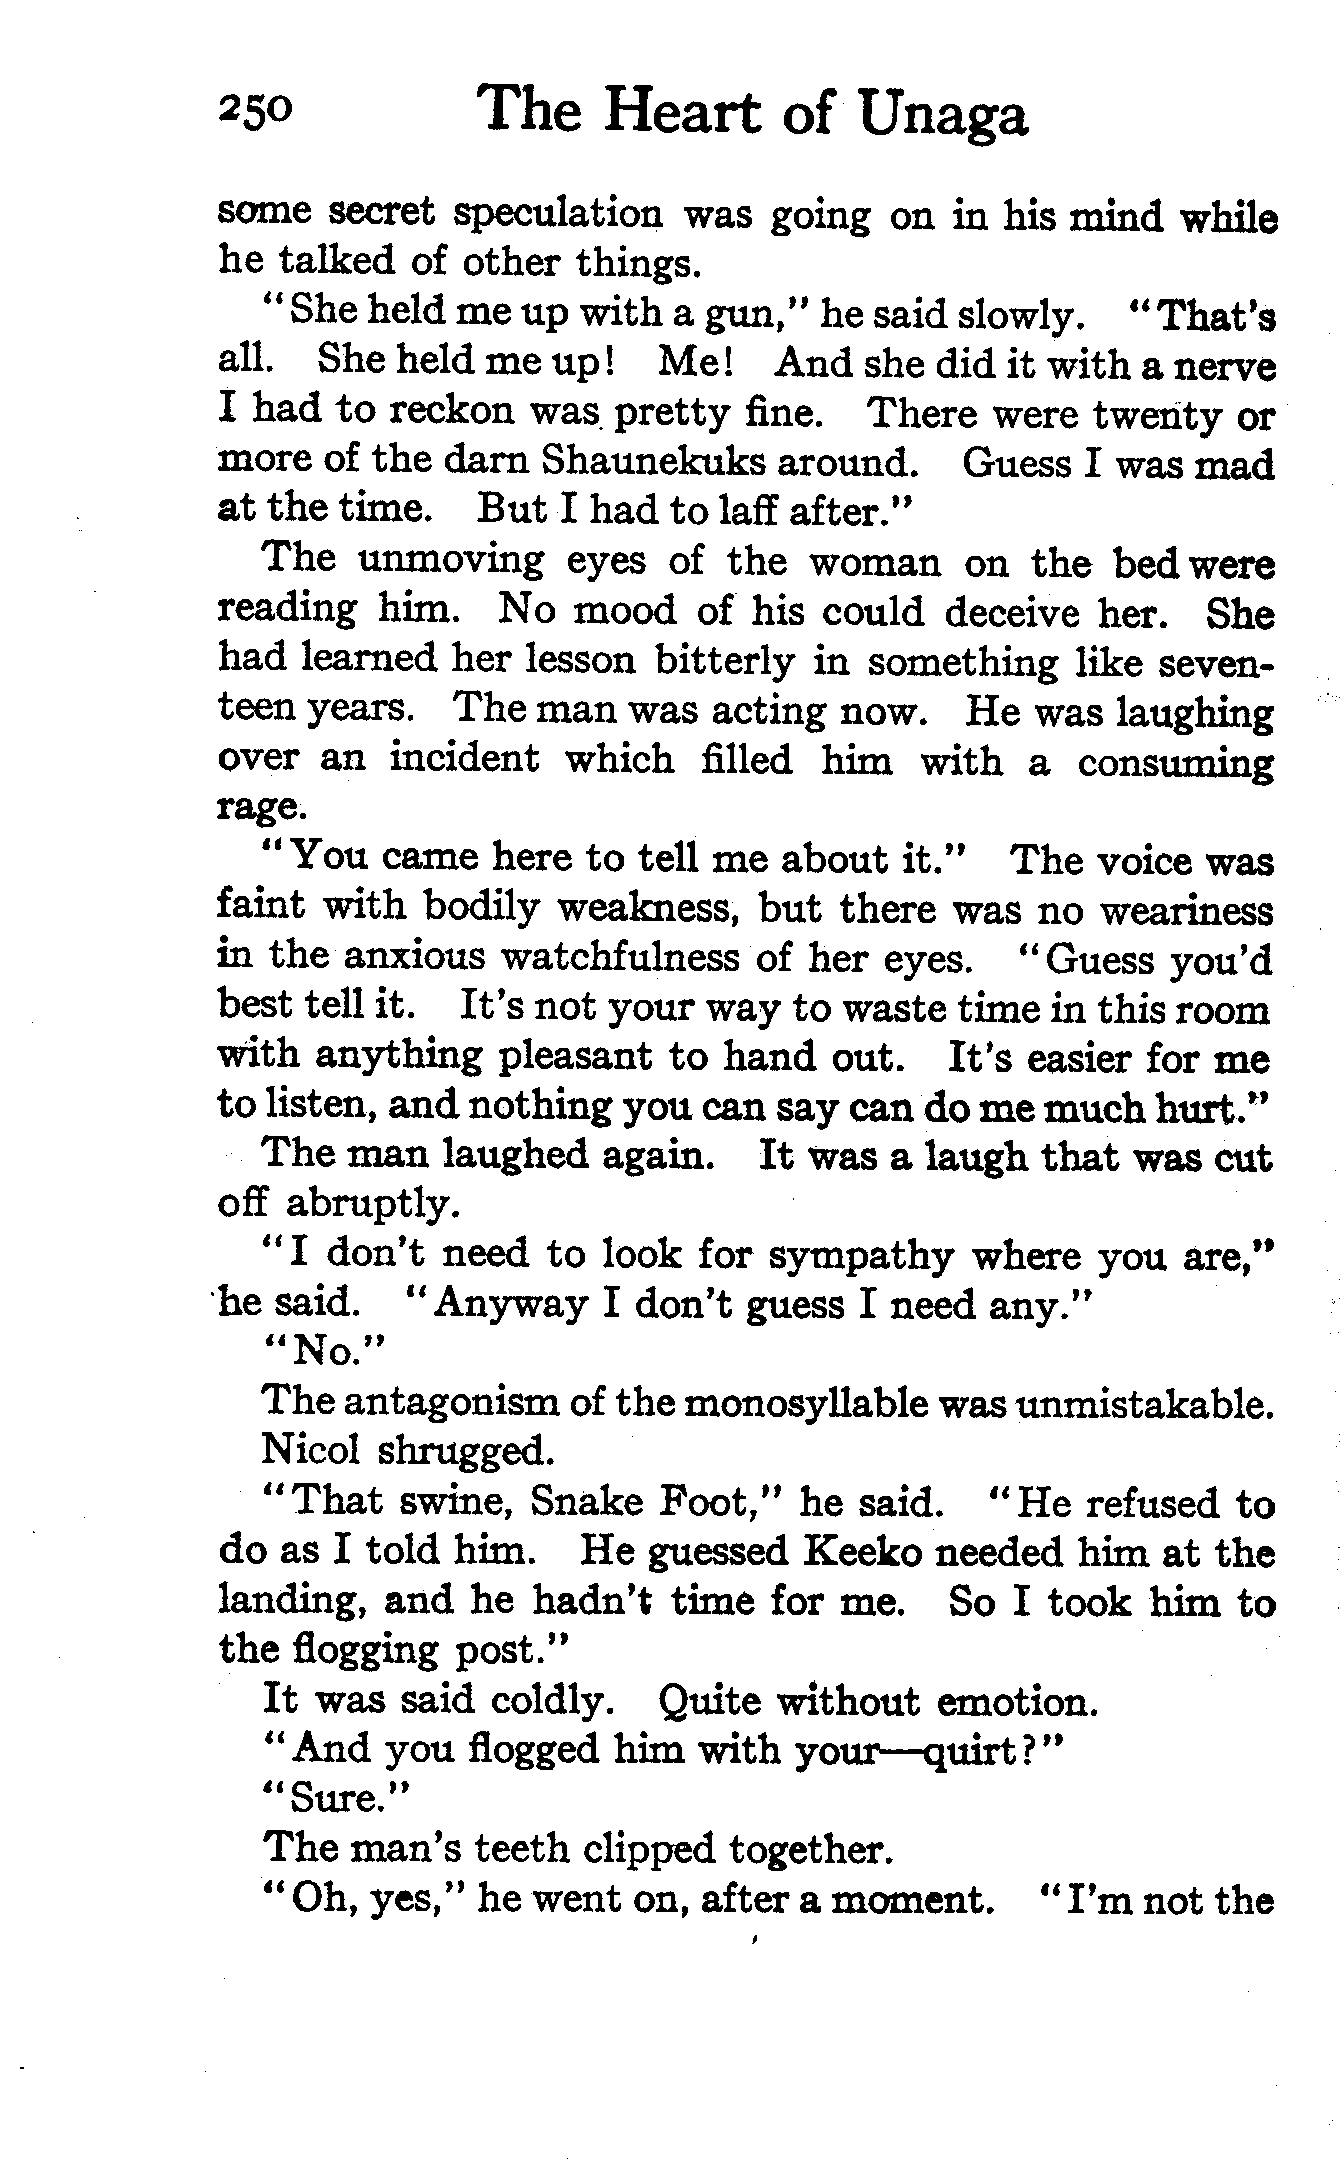 250 The Heart of Unaga
some secret speculation was going on in his mind while
he talked of other things.
"She held me up with a gun," he said slowly. "That's
all. She held me up! Me! And she did it with a nerve
I had to reckon was pretty fine. There were twenty or
more of the darn Shaunekuks around. Guess I was mad
at the time. But I had to laff after."
The unmoving eyes of the woman on the bed were
reading him. No mood of his could deceive her. She
had learned her lesson bitterly in something like seven-
teen years. The man was acting now. He was laughing
over an incident which filled him with a consuming
rage.
"You came here to tell me about it." The voice was
faint with bodily weakness, but there was no weariness
in the anxious watchfulness of her eyes. "Guess you'd
best tell it. It's not your way to waste time in this room
with anything pleasant to hand out. It's easier for me
to listen, and nothing you can say can do me much hurt."
The man laughed again. It was a laugh that was cut
off abruptly.
"I don't need to look for sympathy where you are,"
he said. "Anyway I don't guess I need any."
"No."
The antagonism of the monosyllable was unmistakable.
Nicol shrugged.
"That swine, Snake Foot," he said. "He refused to
do as I told him. He guessed Keeko needed him at the
landing, and he hadn't time for me. So I took him to
the flogging post."
It was said coldly. Quite without emotion.
"And you flogged him with your—quirt?"
"Sure."
The man's teeth clipped together.
"Oh, yes," he went on, after a moment. "I'm not the